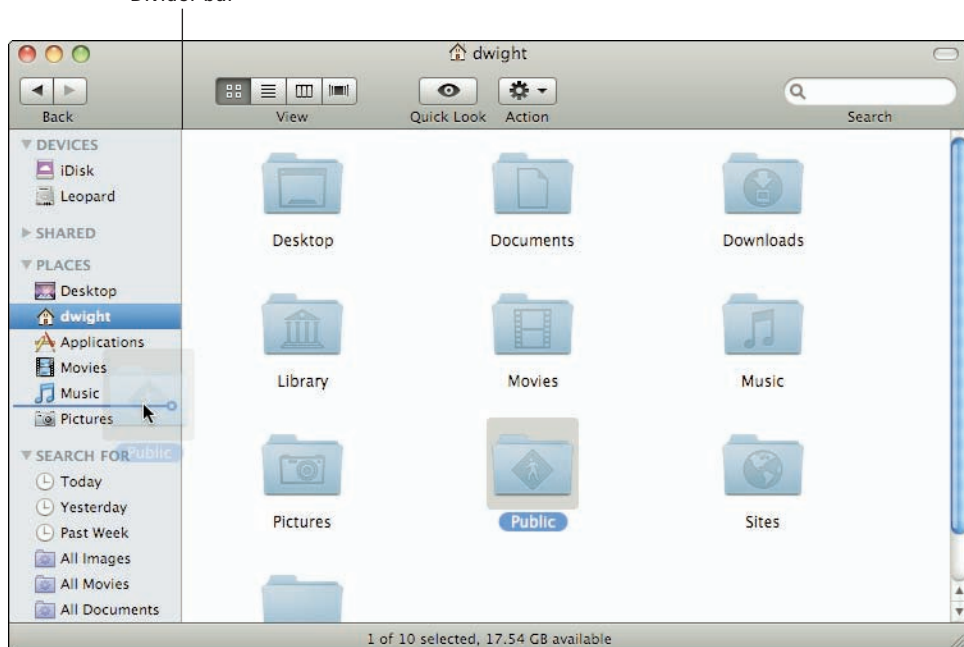 Divider bar
dwight
Back
View
Quick Look
Action
Search
DEVICES
iDisk
Leopard
SHARED
PLACES
Desktop
dwight
Applications
Movies
Music
Pictures
Public
SEARCH FOR
Today
Yesterday
Past Week
All Images
All Movies
All Documents
Desktop
Documents
Downloads
Library
Movies
Music
Pictures
Public
Sites
1 of 10 selected, 17.54 GB available